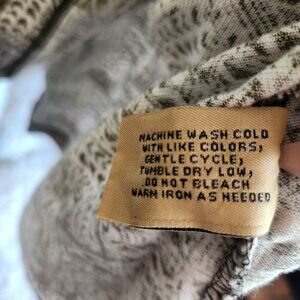 MACHINE WASH COLD
WITH LIKE COLORS,
GENTLE CYCLE,
TUMBLE DRY LOW,
DO NOT BLEACH
WARM IRON AS NEEDED